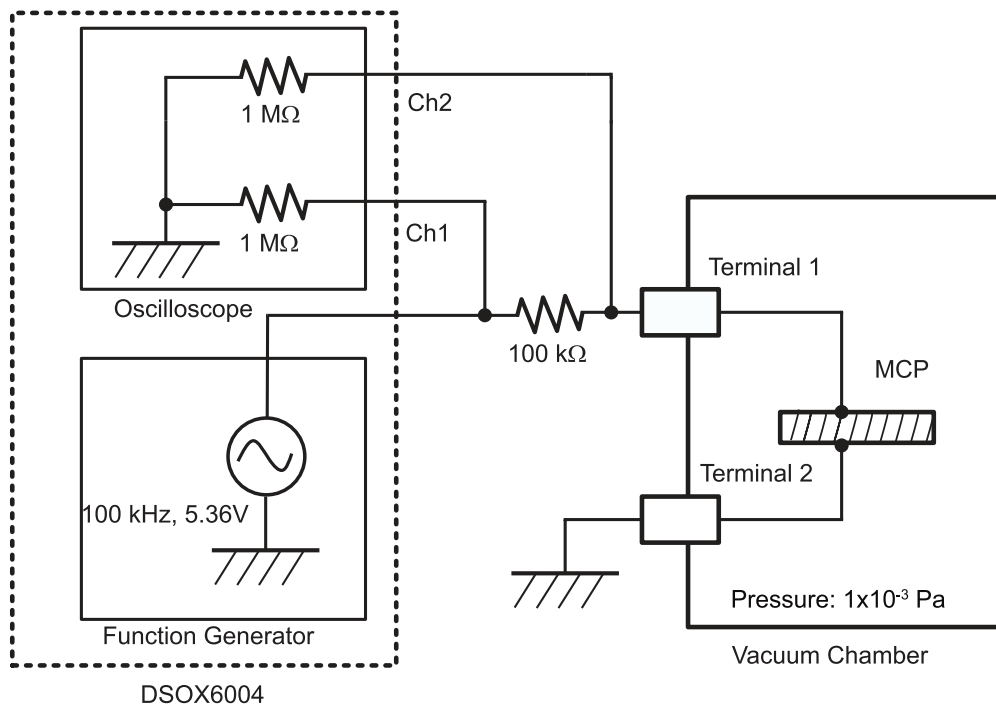 Ch2
1 MΩ
Ch1
1 MΩ
Oscilloscope
Terminal 1
100 kΩ
MCP
Terminal 2
100 kHz, 5.36V
Pressure: 1x10⁻³ Pa
Function Generator
Vacuum Chamber
DSOX6004